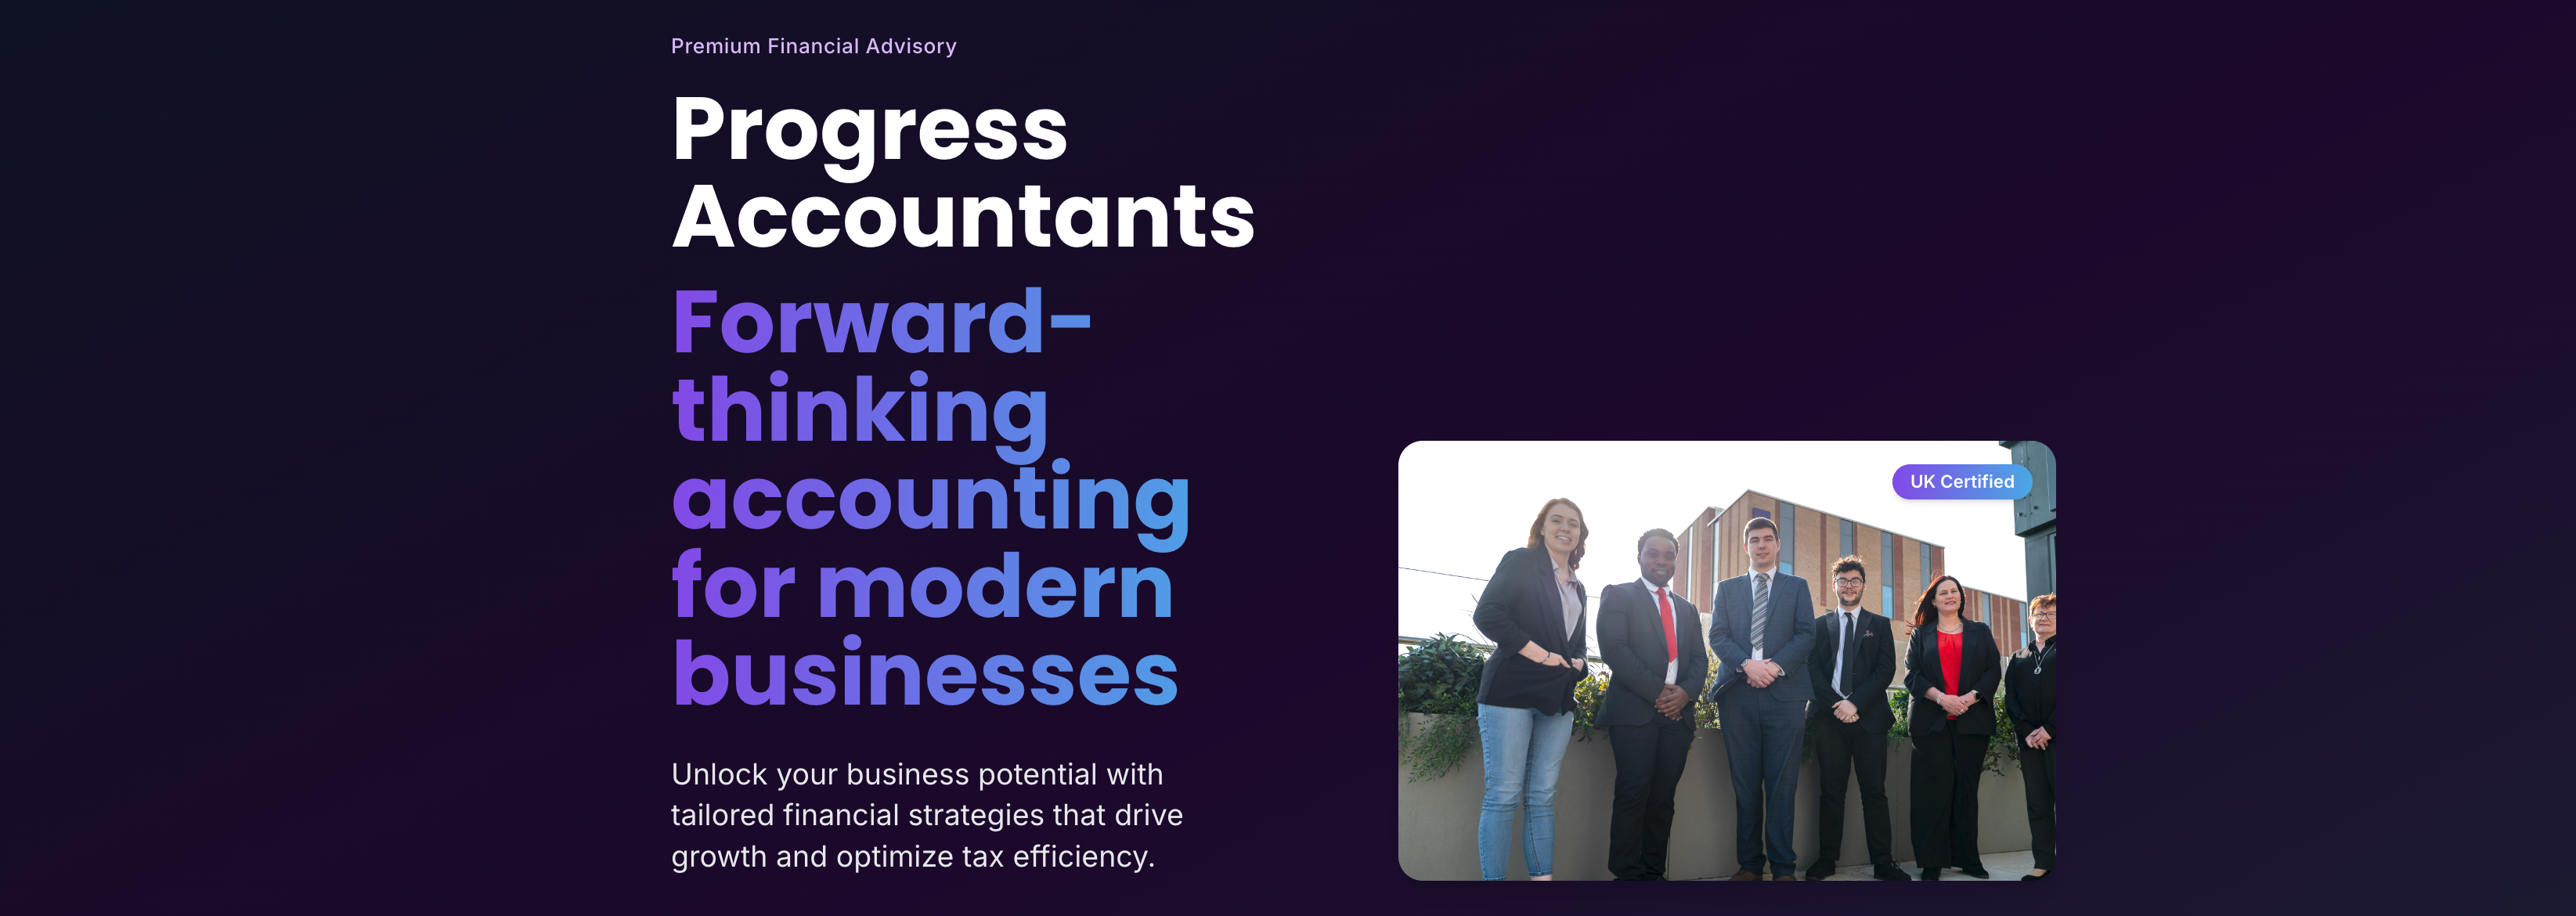 Premium Financial Advisory
Progress
Accountants
Forward-
thinking
accounting
for modern
businesses
Unlock your business potential with
tailored financial strategies that drive
growth and optimize tax efficiency.
UK Certified